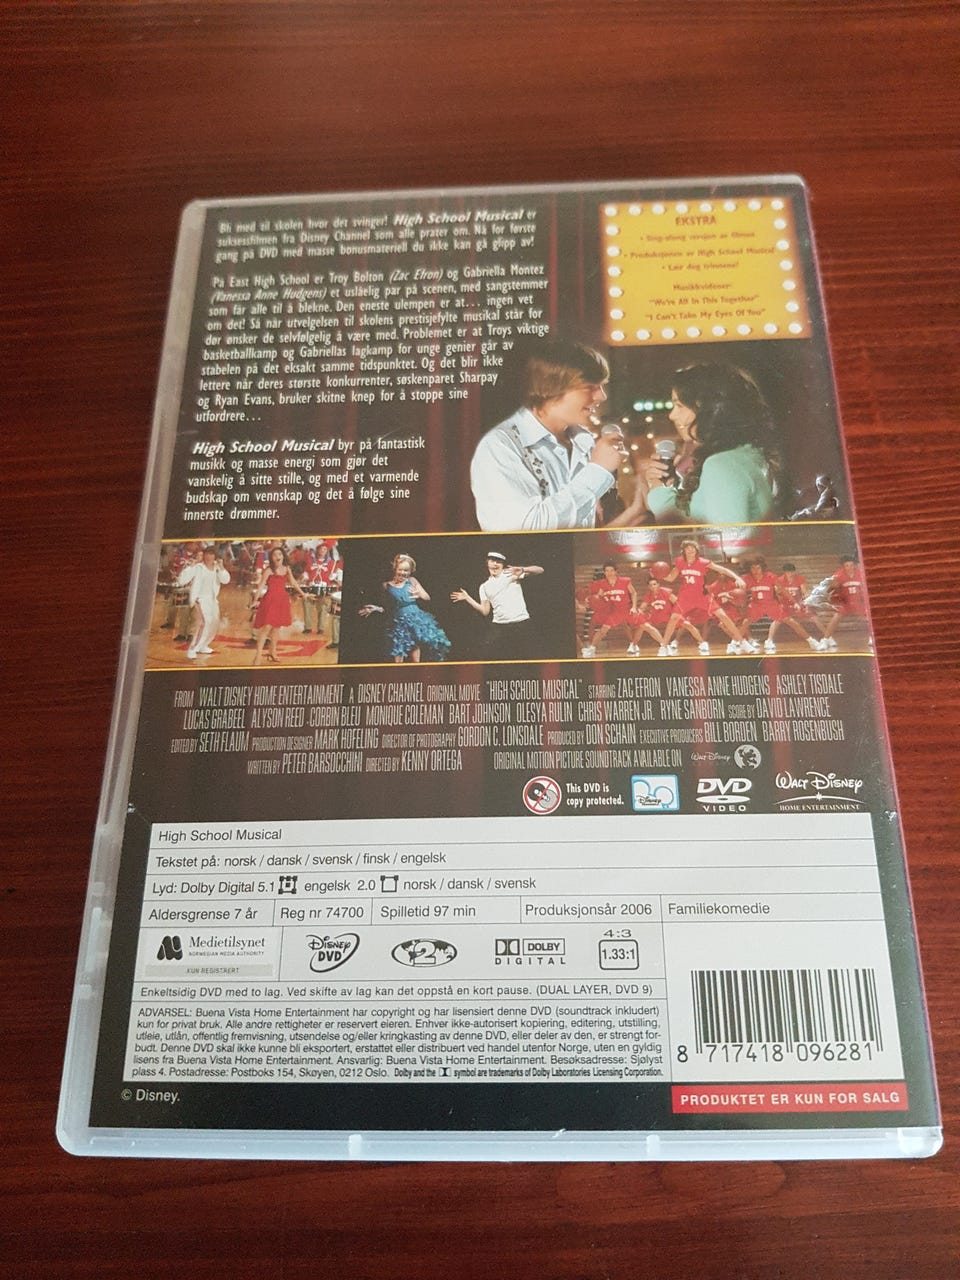 Bli med til skolen hvor det svinger! High School Musical er
suksessfilmen fra Disney Channel som alle prater om. Nå for første
gang på DVD med masse bonusmateriell du ikke kan gå glipp av!
På East High School er Troy Bolton (Zac Efron) og Gabriella Montez
(Vanessa Anne Hudgens) et uslåelig par på scenen, med sangstemmer
som får alle til å blekne. Den eneste ulempen er at... ingen vet
om det! Så når utvelgelsen til skolens prestisjefylte musikal står for
dør ønsker de selvfølgelig å være med. Problemet er at Troys viktige
basketballkamp og Gabriellas lagkamp for unge genier går av
stabelen på det eksakt samme tidspunktet. Og det blir ikke
lettere når deres største konkurrenter, søskenparet Sharpay
og Ryan Evans, bruker skitne knep for å stoppe sine
utfordrere...
High School Musical byr på fantastisk
musikk og masse energi som gjør det
vanskelig å sitte stille, og med et varmende
budskap om vennskap og det å følge sine
innerste drømmer.
EKSTRA
• Sing-along versjon av filmen
• Produksjonen av High School Musical
• Lær deg trinnene!
Musikkvideoer:
"We're All In This Together"
"I Can't Take My Eyes Of You"
14
FROM WALT DISNEY HOME ENTERTAINMENT A DISNEY CHANNEL ORIGINAL MOVIE "HIGH SCHOOL MUSICAL" STARRING ZAC EFRON VANESSA ANNE HUDGENS ASHLEY TISDALE
LUCAS GRABEEL ALYSON REED CORBIN BLEU MONIQUE COLEMAN BART JOHNSON OLESYA RULIN CHRIS WARREN JR. RYNE SANBORN SCORE BY DAVID LAWRENCE
EDITED BY SETH FLAUM PRODUCTION DESIGNER MARK HOFELING DIRECTOR OF PHOTOGRAPHY GORDON C. LONSDALE PRODUCED BY DON SCHAIN EXECUTIVE PRODUCERS BILL BORDEN BARRY ROSENBUSH
WRITTEN BY PETER BARSOCCHINI DIRECTED BY KENNY ORTEGA ORIGINAL MOTION PICTURE SOUNDTRACK AVAILABLE ON Walt Disney
This DVD is
copy protected.
Disney
DVD
VIDEO
WALT DISNEY
HOME ENTERTAINMENT
High School Musical
Tekstet på: norsk / dansk / svensk / finsk / engelsk
Lyd: Dolby Digital 5.1 engelsk 2.0 norsk / dansk / svensk
Aldersgrense 7 år Reg nr 74700 Spilletid 97 min Produksjonsår 2006 Familiekomedie
Medietilsynet
NORWEGIAN MEDIA AUTHORITY
KUN REGISTRERT
Disney
DVD
2
DOLBY
DIGITAL
4:3
1.33:1
Enkeltsidig DVD med to lag. Ved skifte av lag kan det oppstå en kort pause. (DUAL LAYER, DVD 9)
ADVARSEL: Buena Vista Home Entertainment har copyright og har lisensiert denne DVD (soundtrack inkludert)
kun for privat bruk. Alle andre rettigheter er reservert eieren. Enhver ikke-autorisert kopiering, editering, utstilling,
utleie, utlån, offentlig fremvisning, utsendelse og/eller kringkasting av denne DVD, eller deler av den, er strengt for-
budt. Denne DVD skal ikke kunne bli eksportert, erstattet eller distribuert ved handel utenfor Norge, uten en gyldig
lisens fra Buena Vista Home Entertainment. Ansvarlig: Buena Vista Home Entertainment. Besøksadresse: Sjølyst
plass 4. Postadresse: Postboks 154, Skøyen, 0212 Oslo. Dolby and the symbol are trademarks of Dolby Laboratories Licensing Corporation.
8 717418 096281
© Disney.
PRODUKTET ER KUN FOR SALG